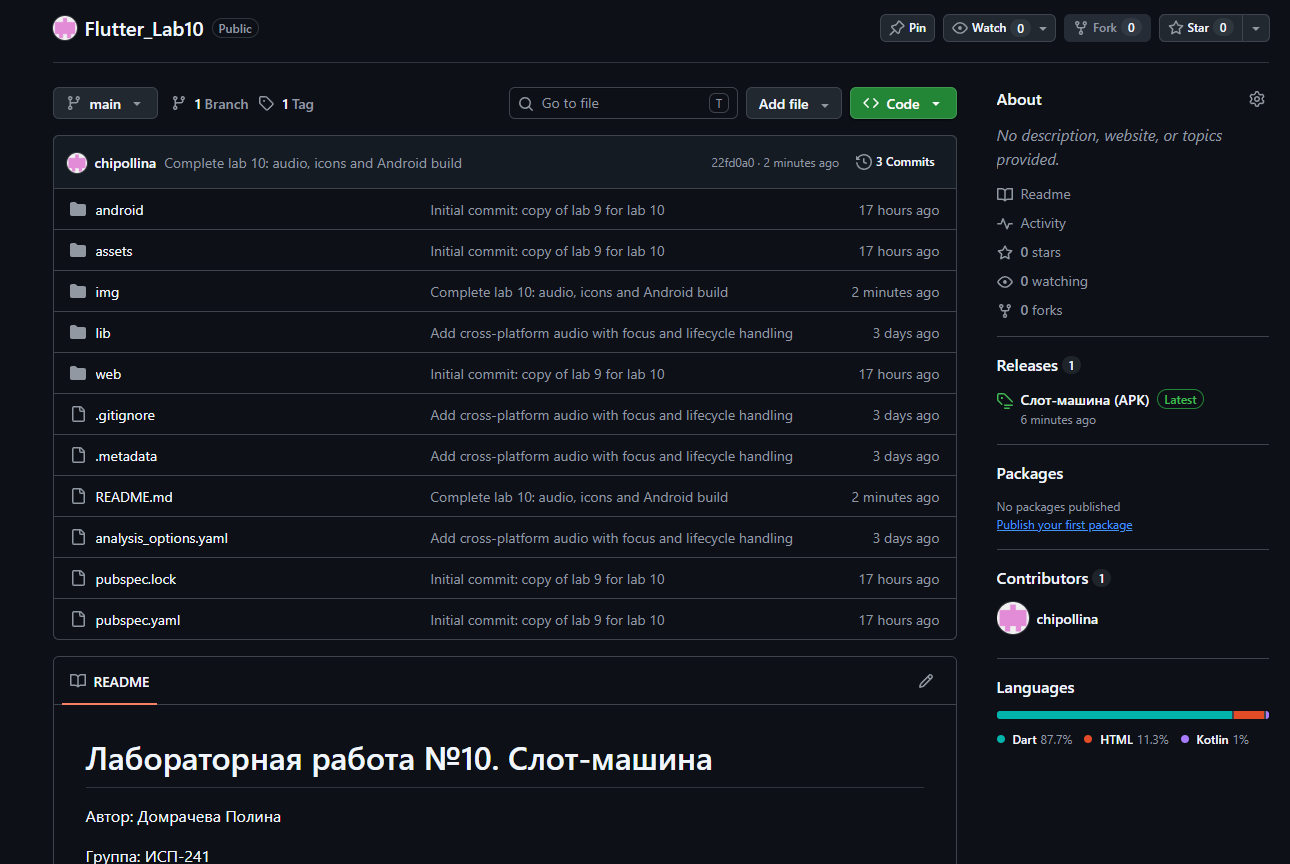 Flutter_Lab10 Public Pin Watch 0 Fork 0 Star 0
main 1 Branch 1 Tag Go to file T Add file Code
chipollina Complete lab 10: audio, icons and Android build 22fd0a0 · 2 minutes ago 3 Commits
android Initial commit: copy of lab 9 for lab 10 17 hours ago
assets Initial commit: copy of lab 9 for lab 10 17 hours ago
img Complete lab 10: audio, icons and Android build 2 minutes ago
lib Add cross-platform audio with focus and lifecycle handling 3 days ago
web Initial commit: copy of lab 9 for lab 10 17 hours ago
.gitignore Add cross-platform audio with focus and lifecycle handling 3 days ago
.metadata Add cross-platform audio with focus and lifecycle handling 3 days ago
README.md Complete lab 10: audio, icons and Android build 2 minutes ago
analysis_options.yaml Add cross-platform audio with focus and lifecycle handling 3 days ago
pubspec.lock Initial commit: copy of lab 9 for lab 10 17 hours ago
pubspec.yaml Initial commit: copy of lab 9 for lab 10 17 hours ago
README
Лабораторная работа №10. Слот-машина
Автор: Домрачева Полина
Группа: ИСП-241
About
No description, website, or topics
provided.
Readme
Activity
0 stars
0 watching
0 forks
Releases 1
Слот-машина (APK) Latest
6 minutes ago
Packages
No packages published
Publish your first package
Contributors 1
chipollina
Languages
Dart 87.7% HTML 11.3% Kotlin 1%